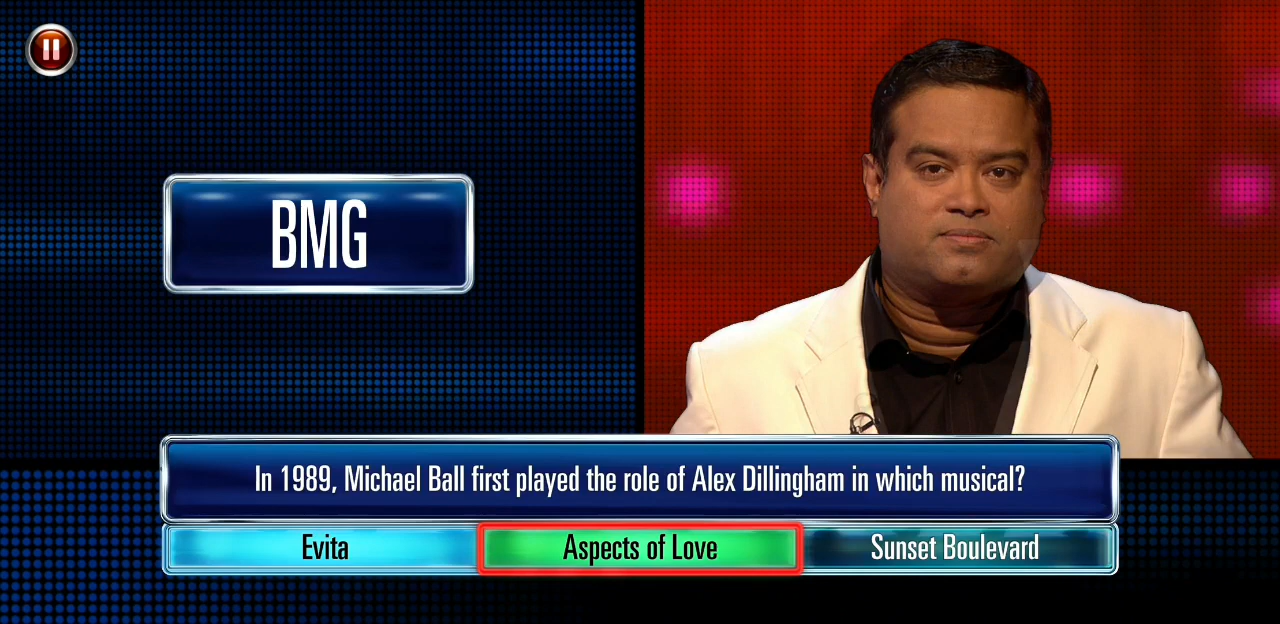 BMG
In 1989, Michael Ball first played the role of Alex Dillingham in which musical?
Evita
Aspects of Love
Sunset Boulevard